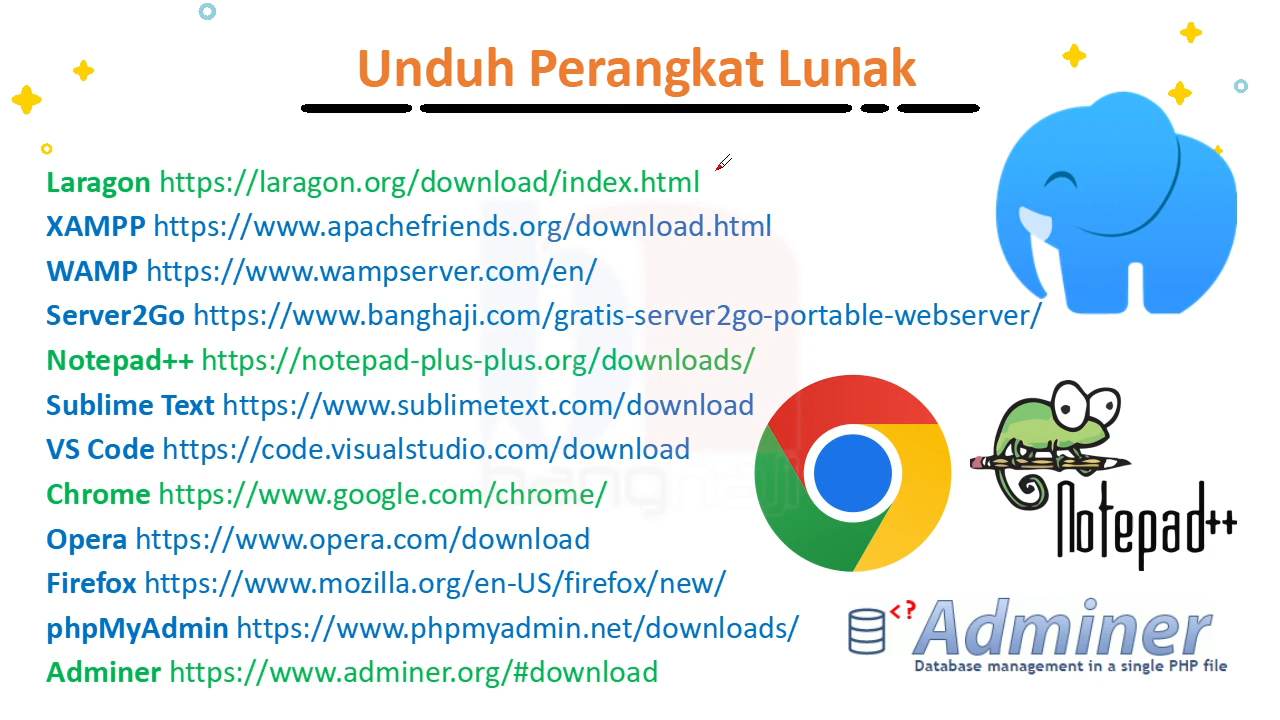 Unduh Perangkat Lunak
Laragon https://laragon.org/download/index.html
XAMPP https://www.apachefriends.org/download.html
WAMP https://www.wampserver.com/en/
Server2Go https://www.banghaji.com/gratis-server2go-portable-webserver/
Notepad++ https://notepad-plus-plus.org/downloads/
Sublime Text https://www.sublimetext.com/download
VS Code https://code.visualstudio.com/download
Chrome https://www.google.com/chrome/
Opera https://www.opera.com/download
Firefox https://www.mozilla.org/en-US/firefox/new/
phpMyAdmin https://www.phpmyadmin.net/downloads/
Adminer https://www.adminer.org/#download
Notepad++
<? Adminer
Database management in a single PHP file
banghaji